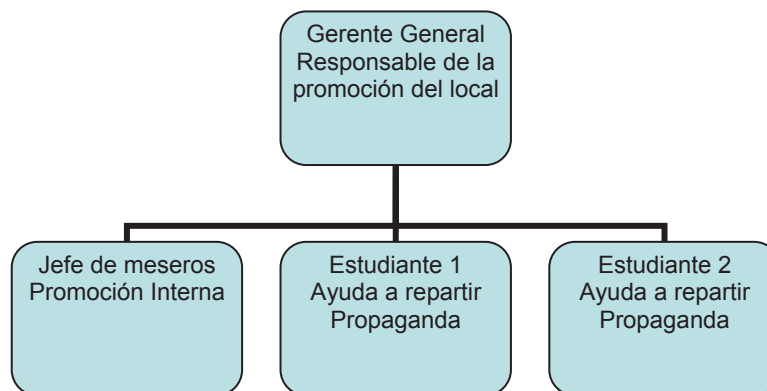 Gerente General
Responsable de la
promoción del local
Jefe de meseros
Promoción Interna
Estudiante 1
Ayuda a repartir
Propaganda
Estudiante 2
Ayuda a repartir
Propaganda